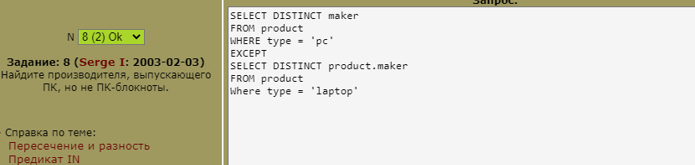 Запрос:
N 8 (2) Ok
Задание: 8 (Serge I: 2003-02-03)
Найдите производителя, выпускающего
ПК, но не ПК-блокноты.
Справка по теме:
Пересечение и разность
Предикат IN
SELECT DISTINCT maker
FROM product
WHERE type = 'pc'
EXCEPT
SELECT DISTINCT product.maker
FROM product
Where type = 'laptop'